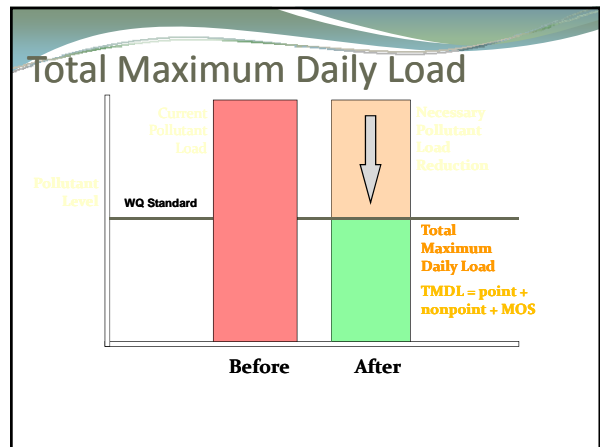 Total Maximum Daily Load
Current
Pollutant
Load
Necessary
Pollutant
Load
Reduction
Pollutant
Level
WQ Standard
Total
Maximum
Daily Load
TMDL = point +
nonpoint + MOS
Before
After